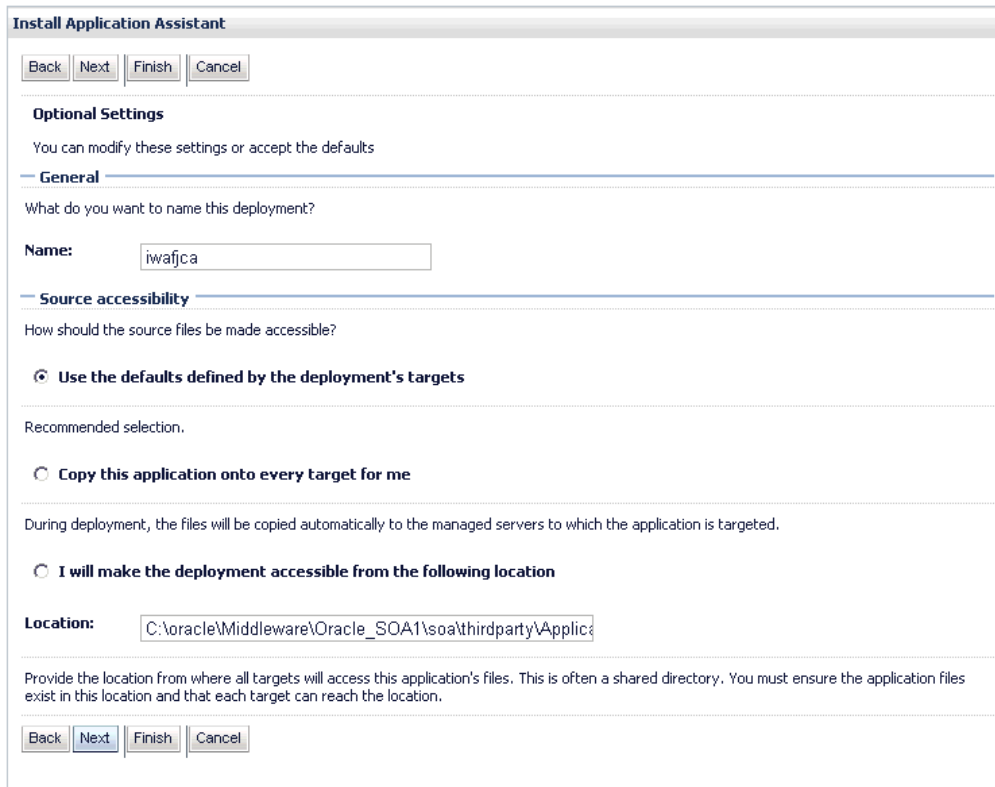 Install Application Assistant
Back Next Finish Cancel
Optional Settings
You can modify these settings or accept the defaults
General
What do you want to name this deployment?
Name: iwafjca
Source accessibility
How should the source files be made accessible?
Use the defaults defined by the deployment's targets
Recommended selection.
Copy this application onto every target for me
During deployment, the files will be copied automatically to the managed servers to which the application is targeted.
I will make the deployment accessible from the following location
Location: C:\oracle\Middleware\Oracle_SOA1\soa\thirdparty\Applica
Provide the location from where all targets will access this application's files. This is often a shared directory. You must ensure the application files
exist in this location and that each target can reach the location.
Back Next Finish Cancel